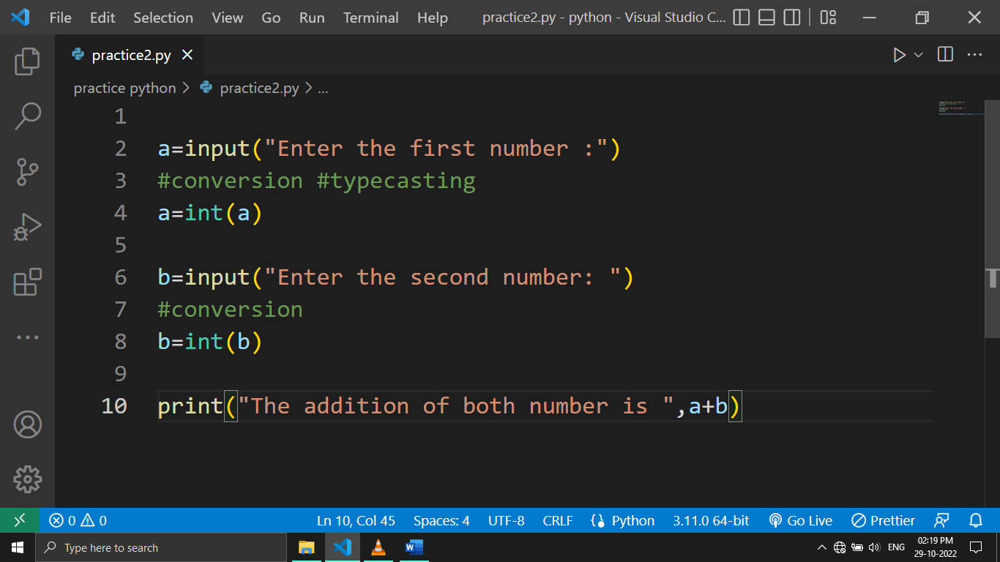 File Edit Selection View Go Run Terminal Help practice2.py - python - Visual Studio C...
practice2.py
practice python > practice2.py > ...
1
2 a=input("Enter the first number :")
3 #conversion #typecasting
4 a=int(a)
5
6 b=input("Enter the second number: ")
7 #conversion
8 b=int(b)
9
10 print("The addition of both number is ",a+b)
0 0 Ln 10, Col 45 Spaces: 4 UTF-8 CRLF Python 3.11.0 64-bit Go Live Prettier
Type here to search ENG 02:19 PM
29-10-2022